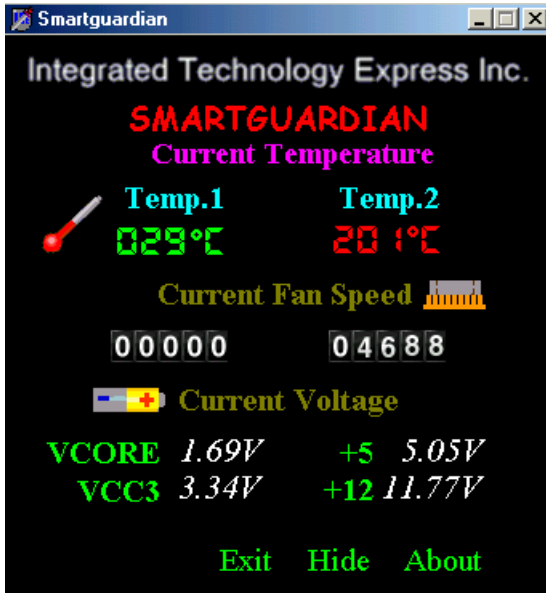 Smartguardian
Integrated Technology Express Inc.
SMARTGUARDIAN
Current Temperature
Temp.1 Temp.2
029°C 201°C
Current Fan Speed
00000 04688
Current Voltage
VCORE 1.69V +5 5.05V
VCC3 3.34V +12 11.77V
Exit Hide About